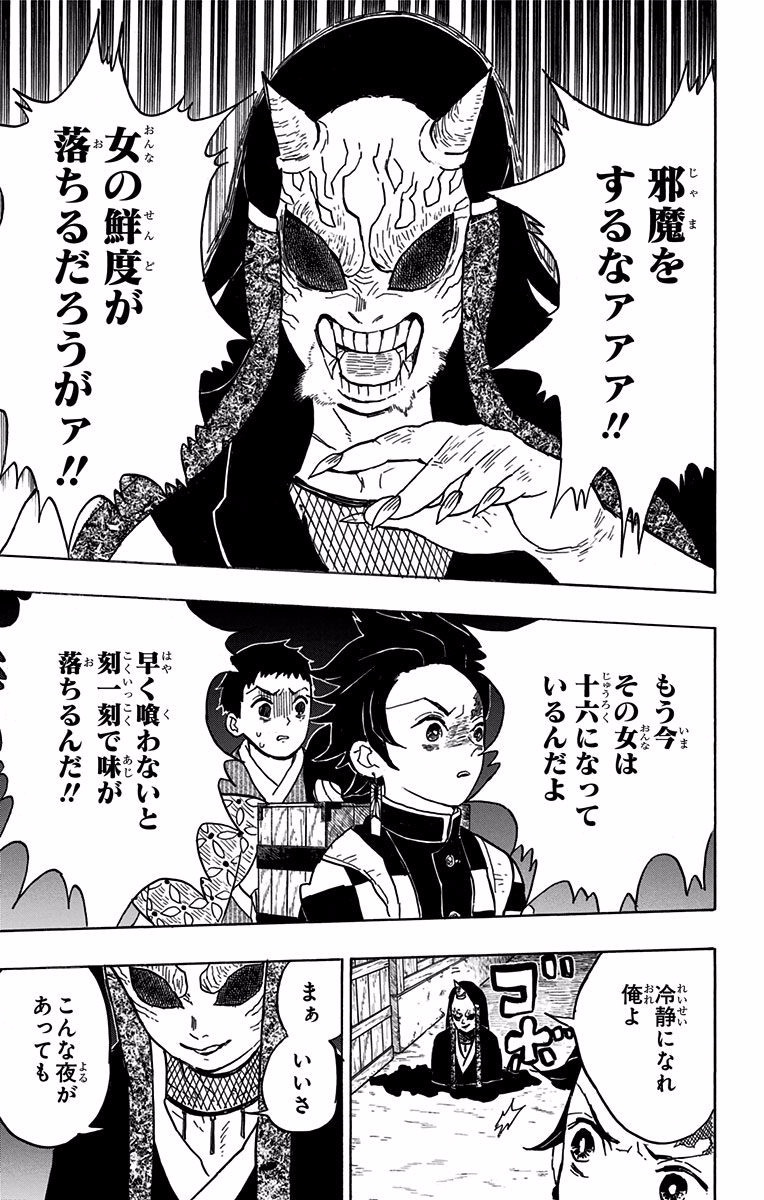 邪魔を
するなァァァ!!
女の鮮度が
落ちるだろうがァ!!
もう今
その女は
十六になって
いるんだよ
早く喰わないと
刻一刻で味が
落ちるんだ!!
冷静になれ
俺よ
ゴボ
まぁ
いいさ
こんな夜が
あっても